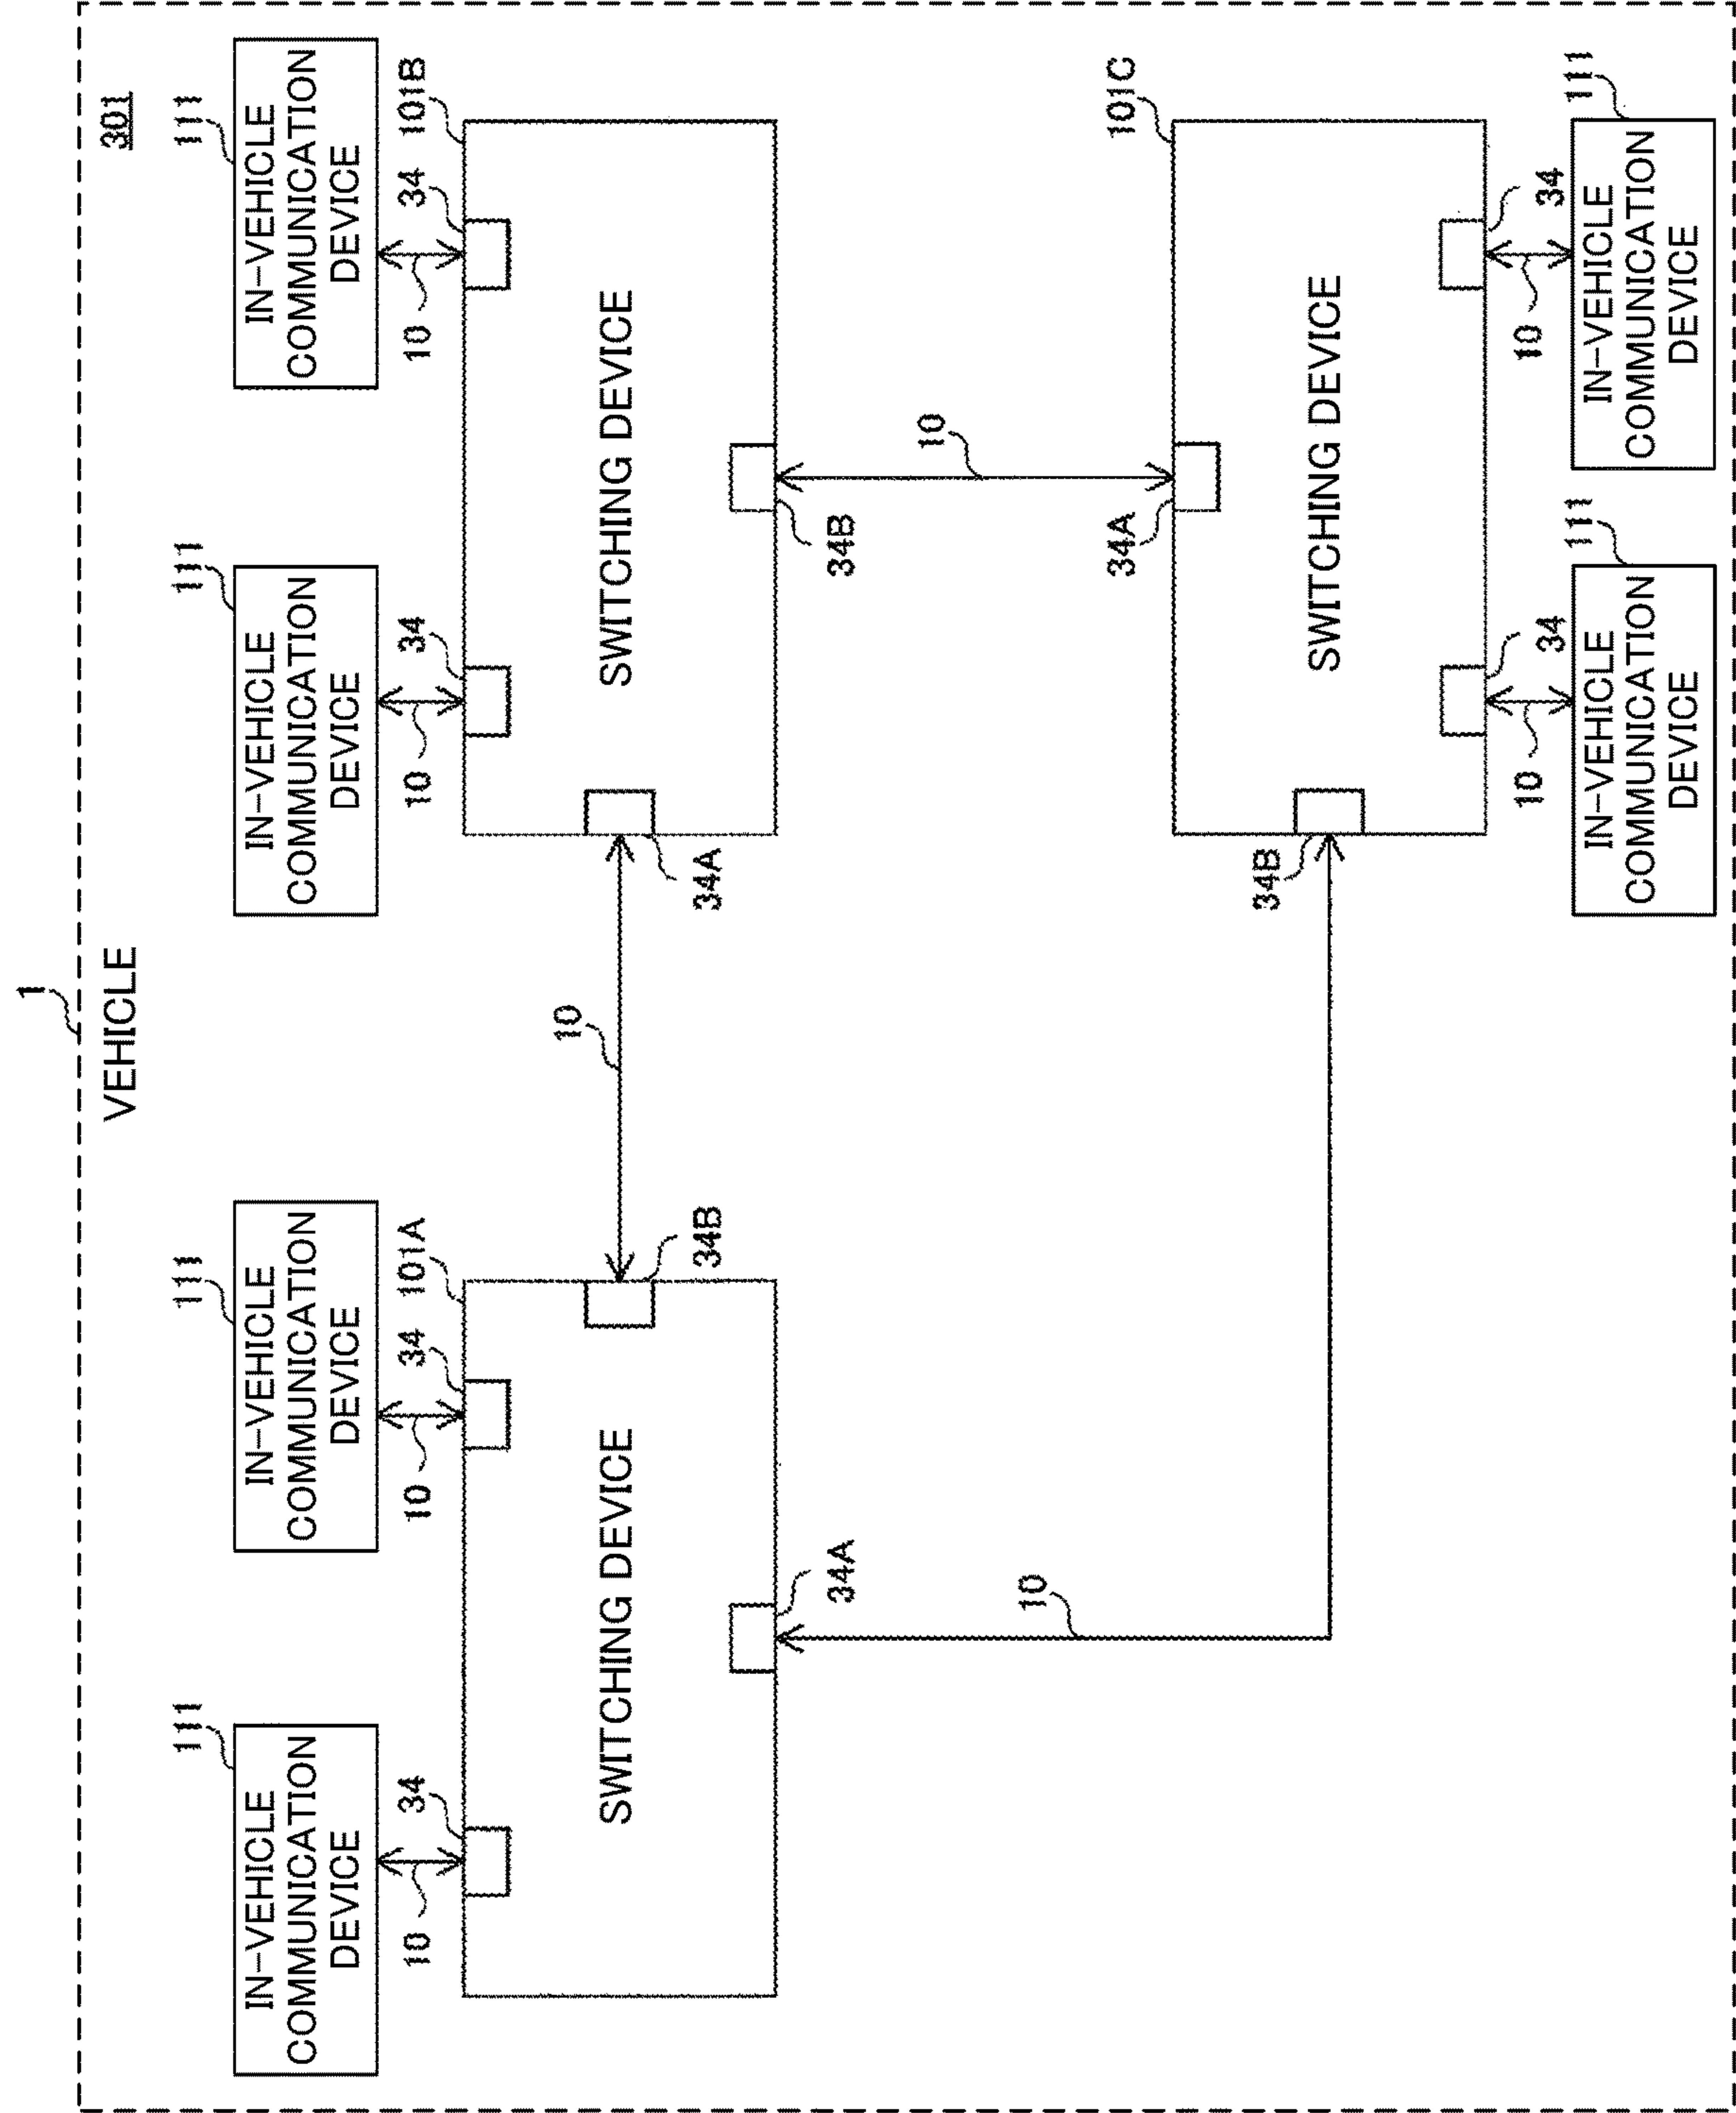 1
VEHICLE
301
111
111
111
111
IN-VEHICLE
COMMUNICATION
DEVICE
IN-VEHICLE
COMMUNICATION
DEVICE
IN-VEHICLE
COMMUNICATION
DEVICE
IN-VEHICLE
COMMUNICATION
DEVICE
10
34
10
34
101A
10
34
10
34
101B
SWITCHING DEVICE
34B
10
34A
SWITCHING DEVICE
34A
34B
10
10
34A
101C
34B
SWITCHING DEVICE
10
34
10
34
111
111
IN-VEHICLE
COMMUNICATION
DEVICE
IN-VEHICLE
COMMUNICATION
DEVICE